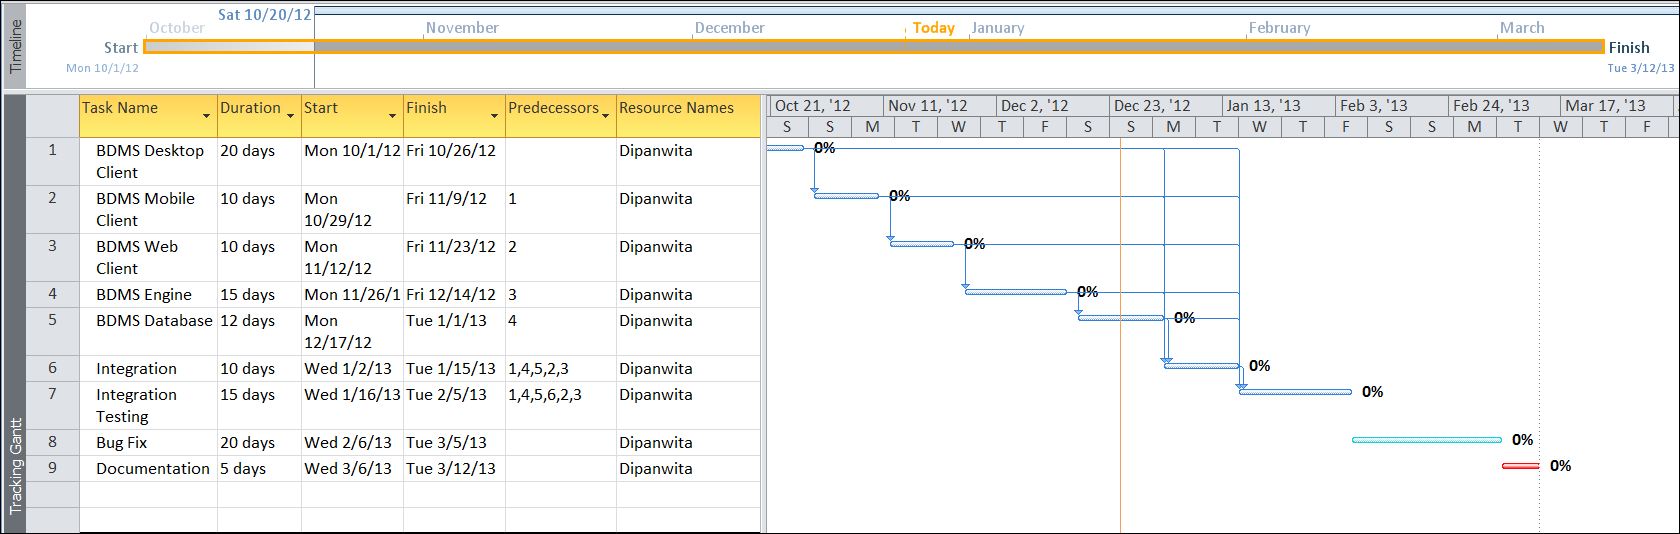 Timeline
Sat 10/20/12
October
November
December
Today
January
February
March
Start
Finish
Mon 10/1/12
Tue 3/12/13
Tracking Gantt
Task Name Duration Start Finish Predecessors Resource Names
Oct 21, '12 Nov 11, '12 Dec 2, '12 Dec 23, '12 Jan 13, '13 Feb 3, '13 Feb 24, '13 Mar 17, '13
S S M T W T F S S M T W T F S S M T W T F
1 BDMS Desktop 20 days Mon 10/1/12 Fri 10/26/12 Dipanwita 0%
Client
2 BDMS Mobile 10 days Mon Fri 11/9/12 1 Dipanwita 0%
Client 10/29/12
3 BDMS Web 10 days Mon Fri 11/23/12 2 Dipanwita 0%
Client 11/12/12
4 BDMS Engine 15 days Mon 11/26/1 Fri 12/14/12 3 Dipanwita 0%
5 BDMS Database 12 days Mon Tue 1/1/13 4 Dipanwita 0%
12/17/12
6 Integration 10 days Wed 1/2/13 Tue 1/15/13 1,4,5,2,3 Dipanwita 0%
7 Integration 15 days Wed 1/16/13 Tue 2/5/13 1,4,5,6,2,3 Dipanwita 0%
Testing
8 Bug Fix 20 days Wed 2/6/13 Tue 3/5/13 Dipanwita 0%
9 Documentation 5 days Wed 3/6/13 Tue 3/12/13 Dipanwita 0%